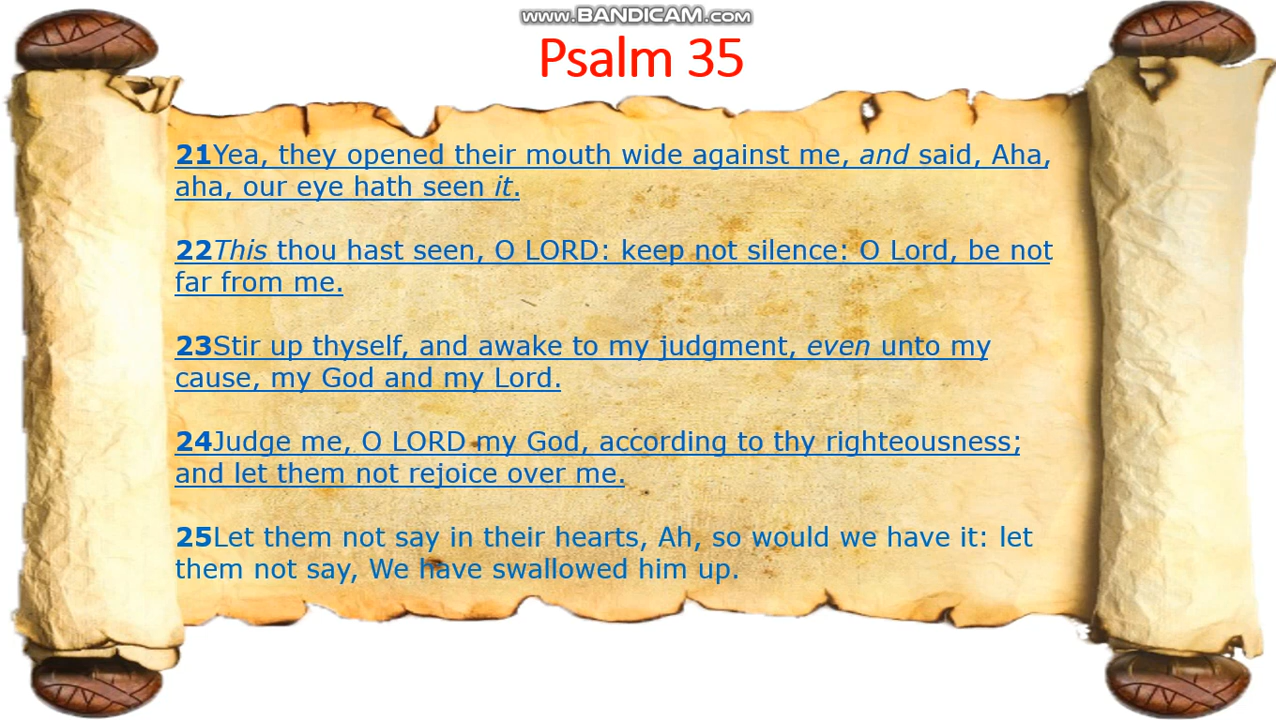 www.BANDICAM.com
Psalm 35
21Yea, they opened their mouth wide against me, and said, Aha,
aha, our eye hath seen it.
22This thou hast seen, O LORD: keep not silence: O Lord, be not
far from me.
23Stir up thyself, and awake to my judgment, even unto my
cause, my God and my Lord.
24Judge me, O LORD my God, according to thy righteousness;
and let them not rejoice over me.
25Let them not say in their hearts, Ah, so would we have it: let
them not say, We have swallowed him up.